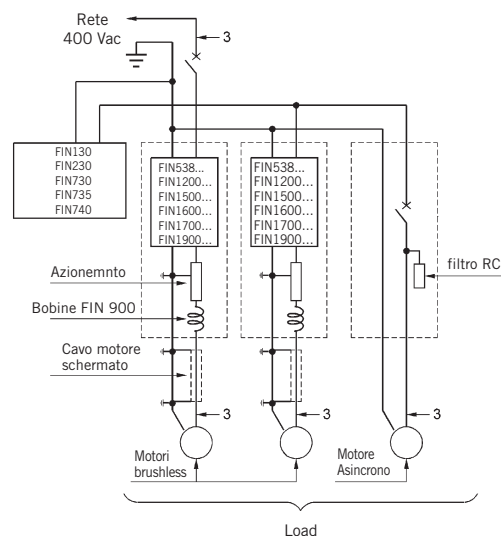 Rete
400 Vac
3
FIN130
FIN230
FIN730
FIN735
FIN740
FIN538...
FIN1200...
FIN1500...
FIN1600...
FIN1700...
FIN1900...
FIN538...
FIN1200...
FIN1500...
FIN1600...
FIN1700...
FIN1900...
filtro RC
Azionemnto
Bobine FIN 900
Cavo motore
schermato
3
3
3
Motori
brushless
Motore
Asincrono
Load